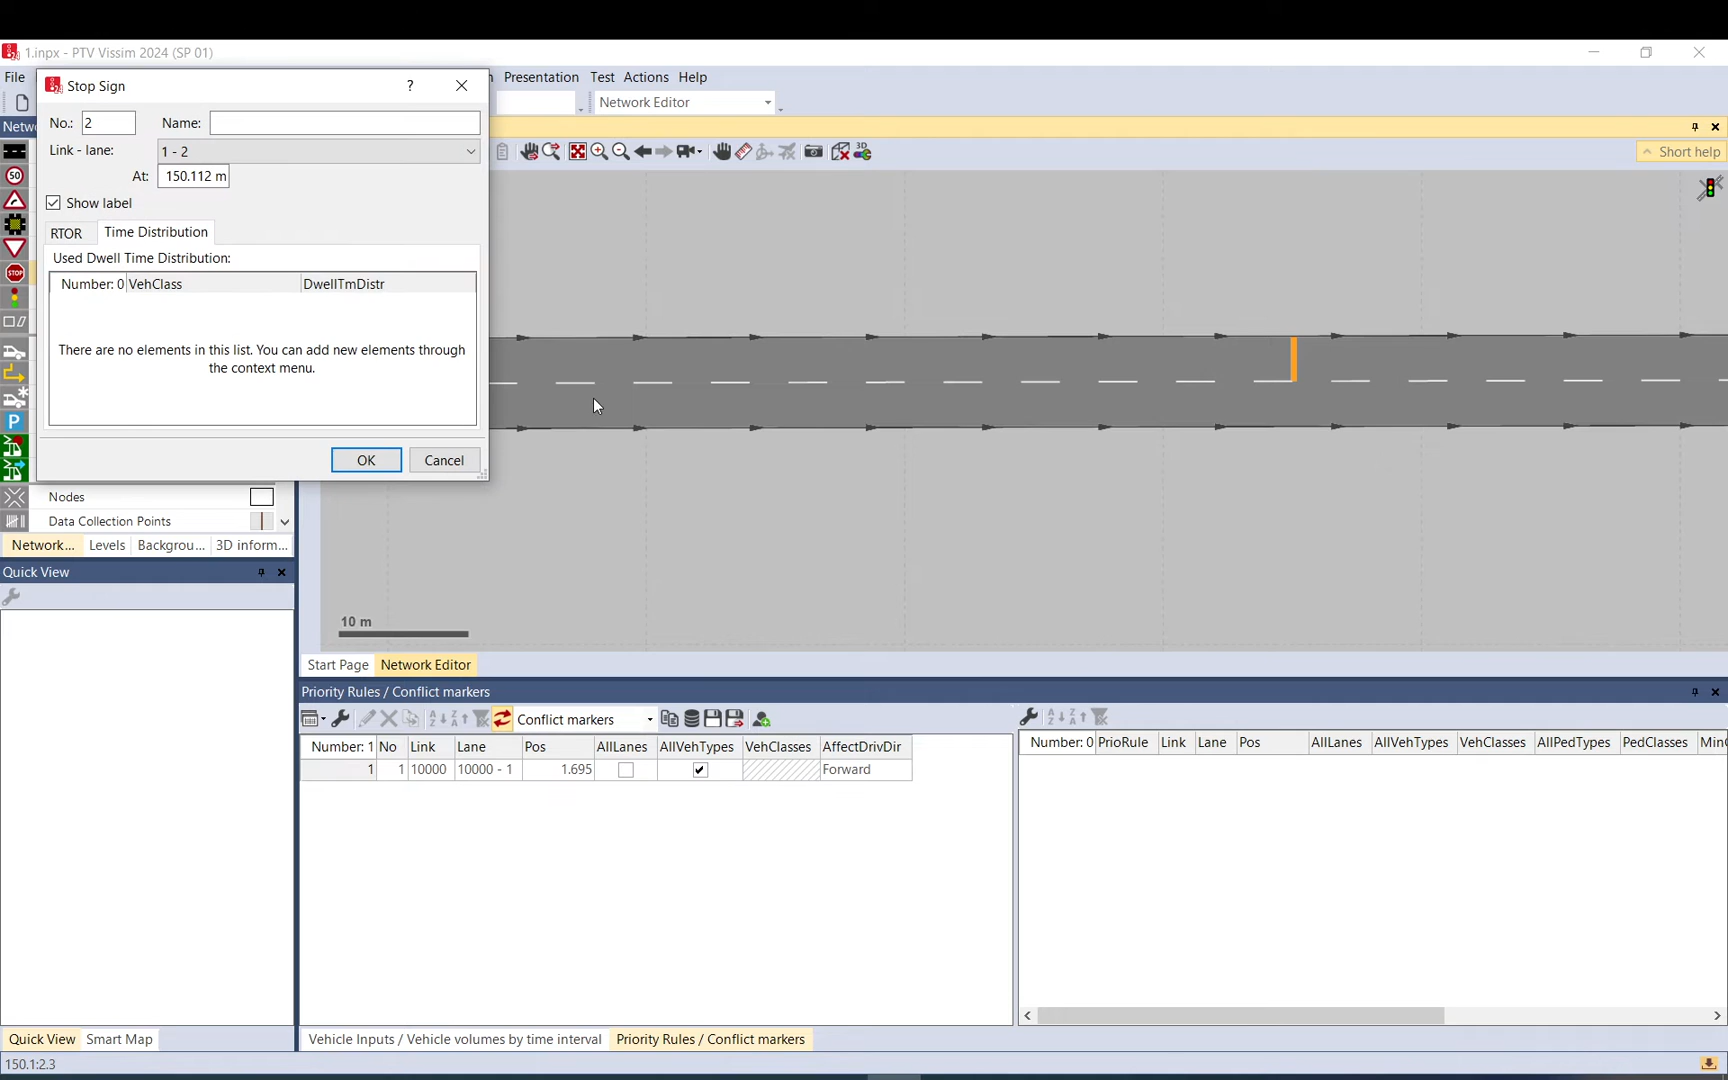 1.inpx - PTV Vissim 2024 (SP 01)
File
Presentation Test Actions Help
Network Editor
Short help
Stop Sign ?
No.: 2 Name:
Link - lane: 1 - 2
At: 150.112 m
Show label
RTOR Time Distribution
Used Dwell Time Distribution:
Number: 0 VehClass DwellTmDistr
There are no elements in this list. You can add new elements through
the context menu.
OK Cancel
Netw
50
STOP
P
3D
Nodes
Data Collection Points
Network... Levels Backgrou... 3D inform...
10 m
Start Page Network Editor
Quick View
Priority Rules / Conflict markers
Conflict markers
Number: 1 No Link Lane Pos AllLanes AllVehTypes VehClasses AffectDrivDir
1 1 10000 10000 - 1 1.695 Forward
Number: 0 PrioRule Link Lane Pos AllLanes AllVehTypes VehClasses AllPedTypes PedClasses
Quick View Smart Map
Vehicle Inputs / Vehicle volumes by time interval Priority Rules / Conflict markers
150.1:2.3